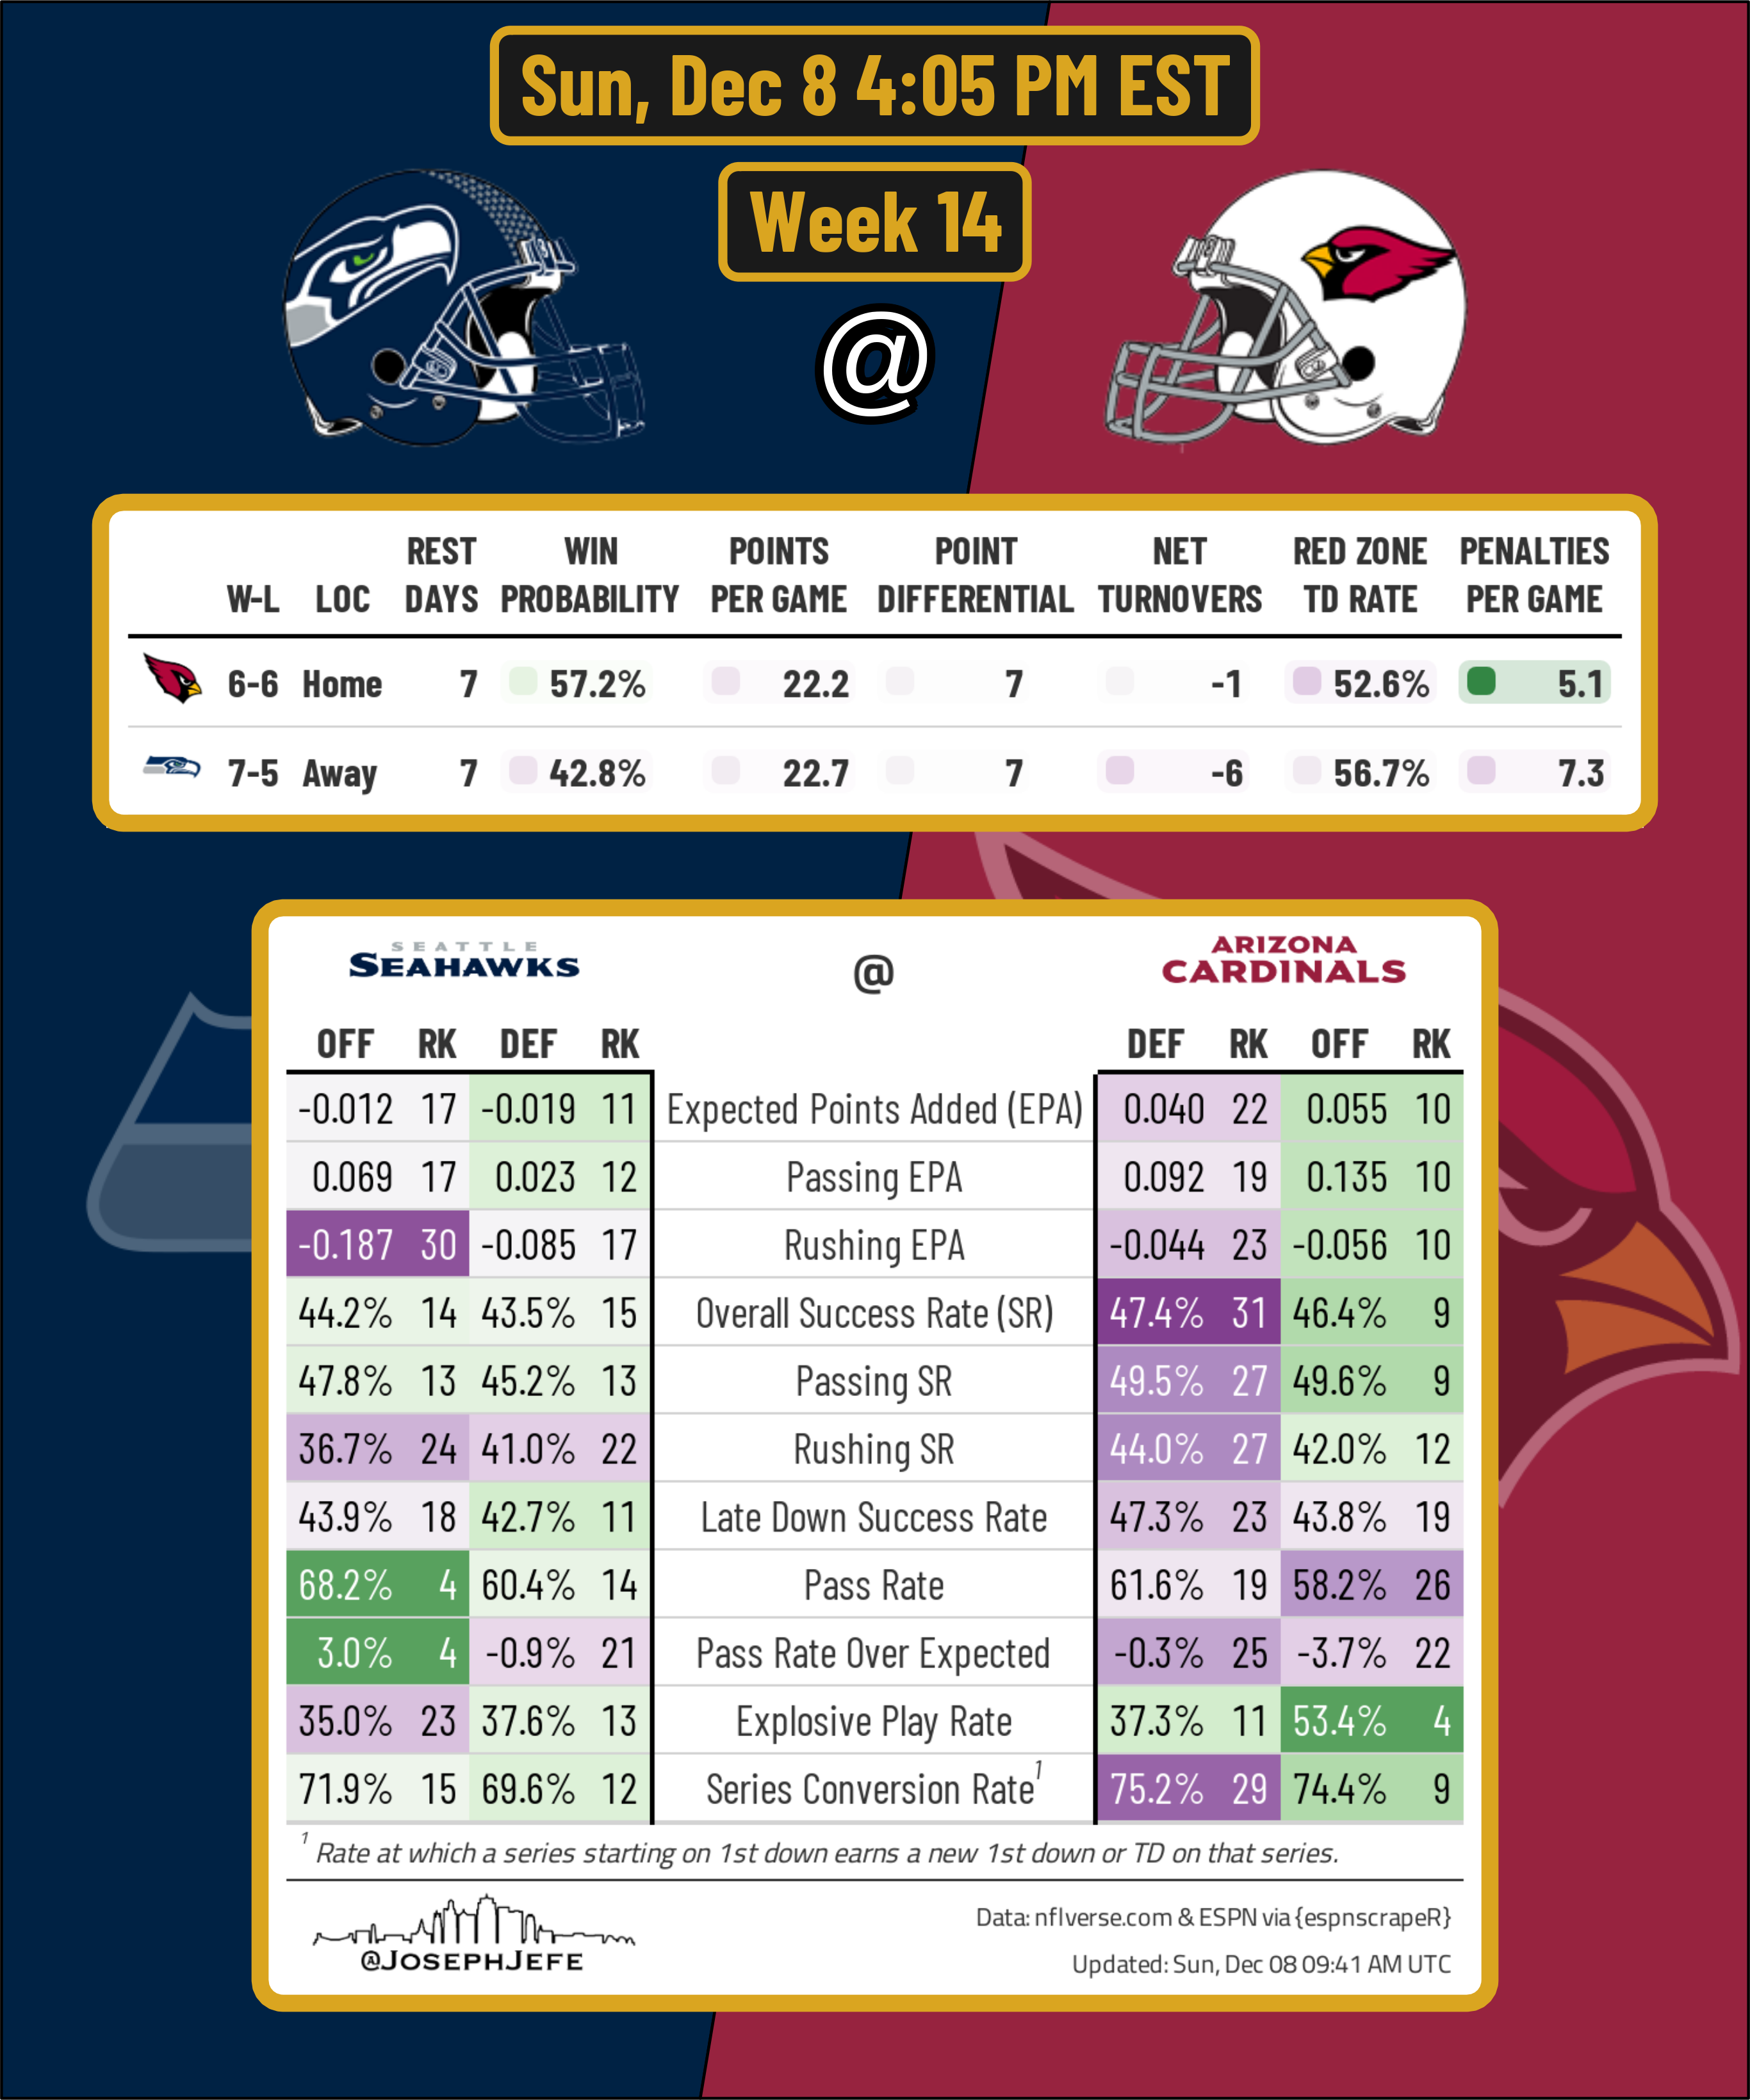 Sun, Dec 8 4:05 PM EST
Week 14
@
REST WIN POINTS POINT NET RED ZONE PENALTIES
W-L LOC DAYS PROBABILITY PER GAME DIFFERENTIAL TURNOVERS TD RATE PER GAME
6-6 Home 7 57.2% 22.2 7 -1 52.6% 5.1
7-5 Away 7 42.8% 22.7 7 -6 56.7% 7.3
SEATTLE SEAHAWKS @ ARIZONA CARDINALS
OFF RK DEF RK DEF RK OFF RK
-0.012 17 -0.019 11 Expected Points Added (EPA) 0.040 22 0.055 10
0.069 17 0.023 12 Passing EPA 0.092 19 0.135 10
-0.187 30 -0.085 17 Rushing EPA -0.044 23 -0.056 10
44.2% 14 43.5% 15 Overall Success Rate (SR) 47.4% 31 46.4% 9
47.8% 13 45.2% 13 Passing SR 49.5% 27 49.6% 9
36.7% 24 41.0% 22 Rushing SR 44.0% 27 42.0% 12
43.9% 18 42.7% 11 Late Down Success Rate 47.3% 23 43.8% 19
68.2% 4 60.4% 14 Pass Rate 61.6% 19 58.2% 26
3.0% 4 -0.9% 21 Pass Rate Over Expected -0.3% 25 -3.7% 22
35.0% 23 37.6% 13 Explosive Play Rate 37.3% 11 53.4% 4
71.9% 15 69.6% 12 Series Conversion Rate¹ 75.2% 29 74.4% 9
¹ Rate at which a series starting on 1st down earns a new 1st down or TD on that series.
@JOSEPHJEFE
Data: nflverse.com & ESPN via {espnscrapeR}
Updated: Sun, Dec 08 09:41 AM UTC